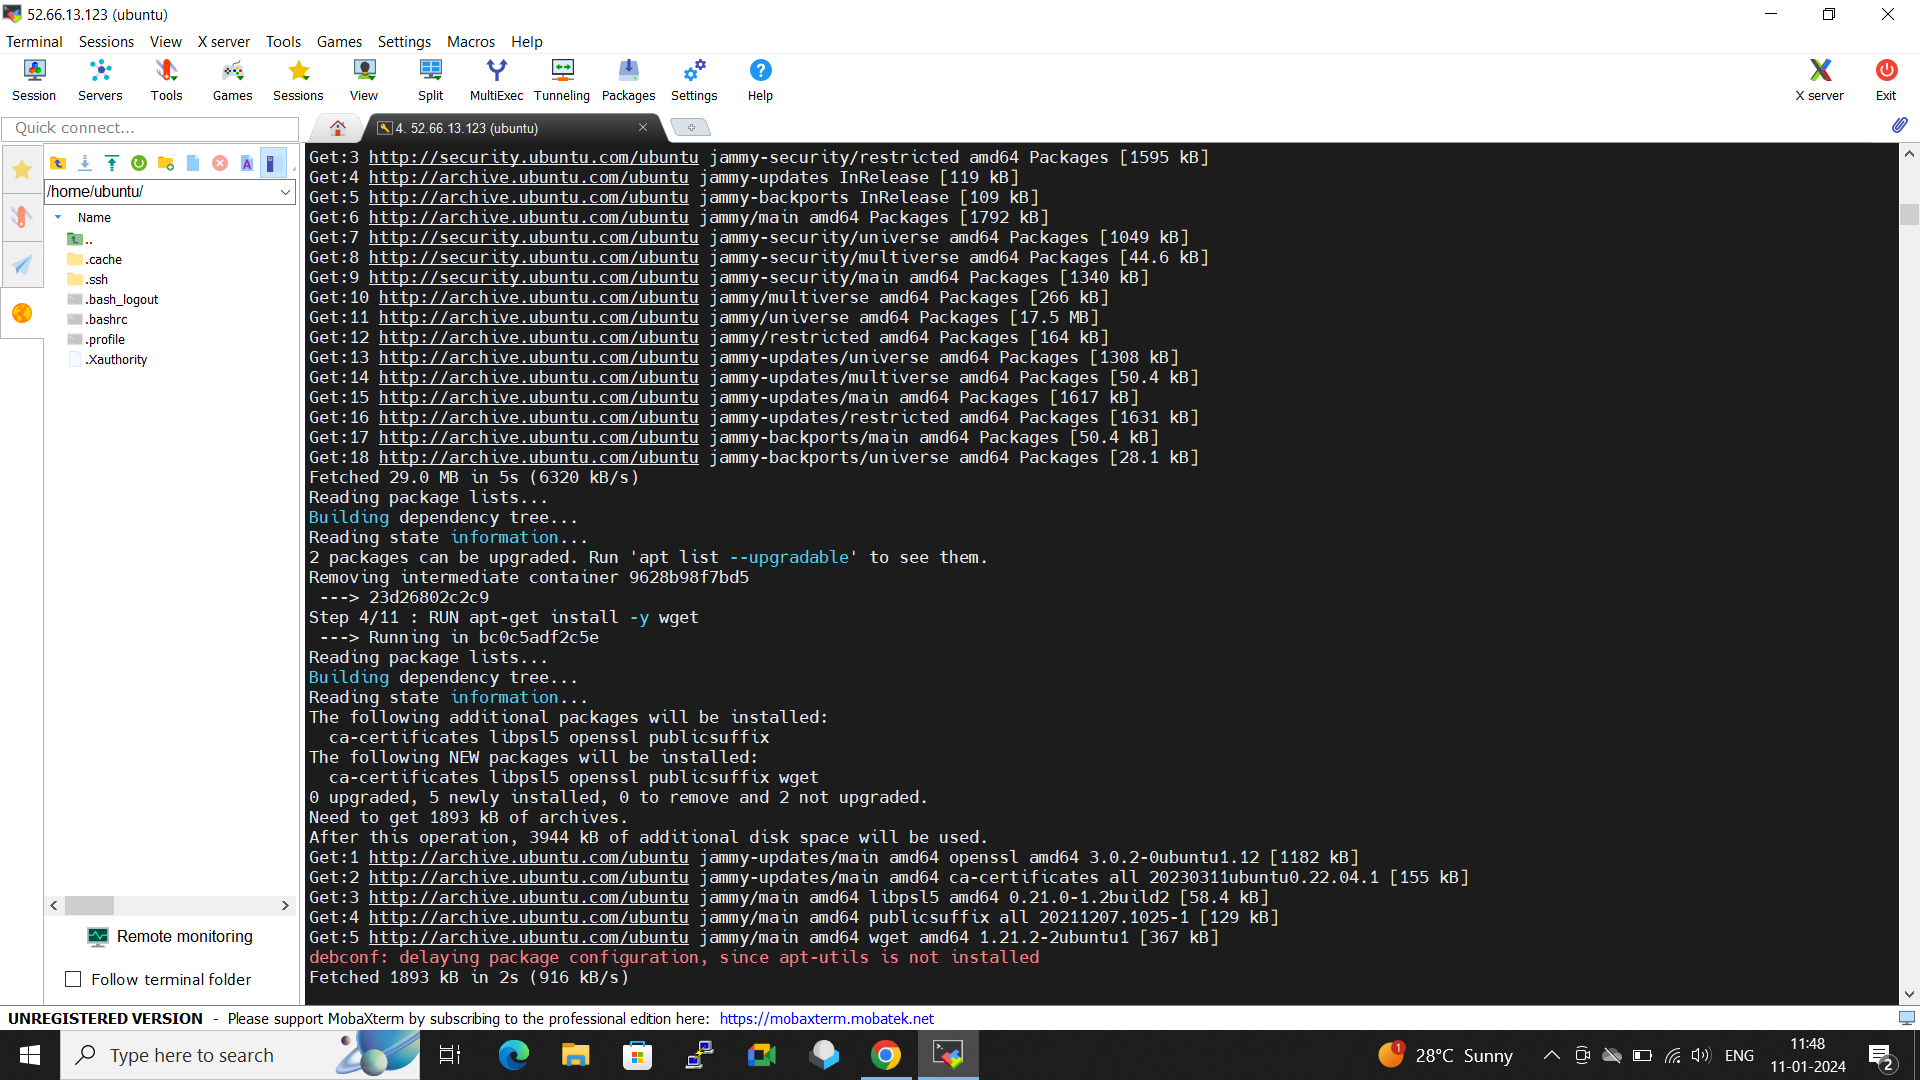 52.66.13.123 (ubuntu)
Terminal Sessions View X server Tools Games Settings Macros Help
Session Servers Tools Games Sessions View Split MultiExec Tunneling Packages Settings Help X server Exit
Quick connect...
4. 52.66.13.123 (ubuntu)
/home/ubuntu/
Name
..
.cache
.ssh
.bash_logout
.bashrc
.profile
.Xauthority
Remote monitoring
Follow terminal folder
Get:3 http://security.ubuntu.com/ubuntu jammy-security/restricted amd64 Packages [1595 kB]
Get:4 http://archive.ubuntu.com/ubuntu jammy-updates InRelease [119 kB]
Get:5 http://archive.ubuntu.com/ubuntu jammy-backports InRelease [109 kB]
Get:6 http://archive.ubuntu.com/ubuntu jammy/main amd64 Packages [1792 kB]
Get:7 http://security.ubuntu.com/ubuntu jammy-security/universe amd64 Packages [1049 kB]
Get:8 http://security.ubuntu.com/ubuntu jammy-security/multiverse amd64 Packages [44.6 kB]
Get:9 http://security.ubuntu.com/ubuntu jammy-security/main amd64 Packages [1340 kB]
Get:10 http://archive.ubuntu.com/ubuntu jammy/multiverse amd64 Packages [266 kB]
Get:11 http://archive.ubuntu.com/ubuntu jammy/universe amd64 Packages [17.5 MB]
Get:12 http://archive.ubuntu.com/ubuntu jammy/restricted amd64 Packages [164 kB]
Get:13 http://archive.ubuntu.com/ubuntu jammy-updates/universe amd64 Packages [1308 kB]
Get:14 http://archive.ubuntu.com/ubuntu jammy-updates/multiverse amd64 Packages [50.4 kB]
Get:15 http://archive.ubuntu.com/ubuntu jammy-updates/main amd64 Packages [1617 kB]
Get:16 http://archive.ubuntu.com/ubuntu jammy-updates/restricted amd64 Packages [1631 kB]
Get:17 http://archive.ubuntu.com/ubuntu jammy-backports/main amd64 Packages [50.4 kB]
Get:18 http://archive.ubuntu.com/ubuntu jammy-backports/universe amd64 Packages [28.1 kB]
Fetched 29.0 MB in 5s (6320 kB/s)
Reading package lists...
Building dependency tree...
Reading state information...
2 packages can be upgraded. Run 'apt list --upgradable' to see them.
Removing intermediate container 9628b98f7bd5
---> 23d26802c2c9
Step 4/11 : RUN apt-get install -y wget
---> Running in bc0c5adf2c5e
Reading package lists...
Building dependency tree...
Reading state information...
The following additional packages will be installed:
ca-certificates libpsl5 openssl publicsuffix
The following NEW packages will be installed:
ca-certificates libpsl5 openssl publicsuffix wget
0 upgraded, 5 newly installed, 0 to remove and 2 not upgraded.
Need to get 1893 kB of archives.
After this operation, 3944 kB of additional disk space will be used.
Get:1 http://archive.ubuntu.com/ubuntu jammy-updates/main amd64 openssl amd64 3.0.2-0ubuntu1.12 [1182 kB]
Get:2 http://archive.ubuntu.com/ubuntu jammy-updates/main amd64 ca-certificates all 20230311ubuntu0.22.04.1 [155 kB]
Get:3 http://archive.ubuntu.com/ubuntu jammy/main amd64 libpsl5 amd64 0.21.0-1.2build2 [58.4 kB]
Get:4 http://archive.ubuntu.com/ubuntu jammy/main amd64 publicsuffix all 20211207.1025-1 [129 kB]
Get:5 http://archive.ubuntu.com/ubuntu jammy/main amd64 wget amd64 1.21.2-2ubuntu1 [367 kB]
debconf: delaying package configuration, since apt-utils is not installed
Fetched 1893 kB in 2s (916 kB/s)
UNREGISTERED VERSION - Please support MobaXterm by subscribing to the professional edition here: https://mobaxterm.mobatek.net
Type here to search
1
28°C Sunny
ENG
11:48
11-01-2024
2